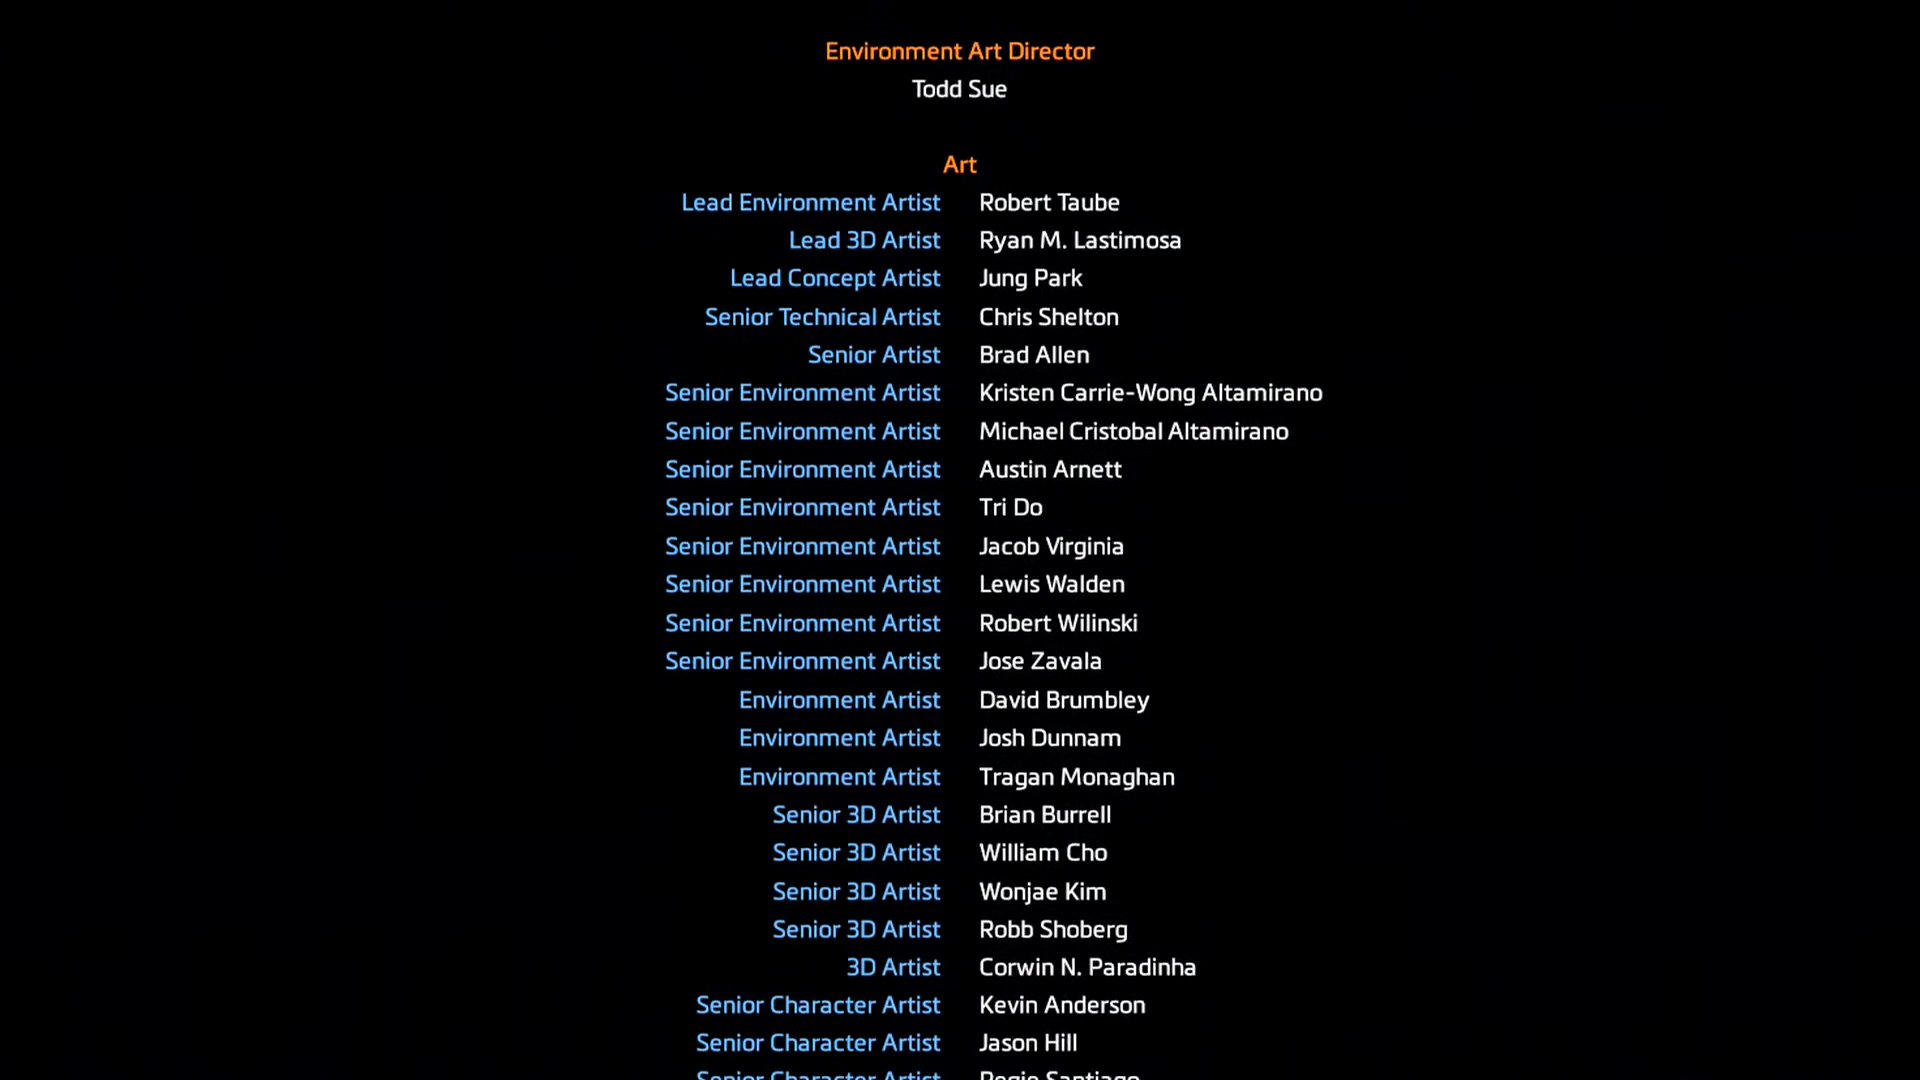 Environment Art Director
Todd Sue
Art
Lead Environment Artist Robert Taube
Lead 3D Artist Ryan M. Lastimosa
Lead Concept Artist Jung Park
Senior Technical Artist Chris Shelton
Senior Artist Brad Allen
Senior Environment Artist Kristen Carrie-Wong Altamirano
Senior Environment Artist Michael Cristobal Altamirano
Senior Environment Artist Austin Arnett
Senior Environment Artist Tri Do
Senior Environment Artist Jacob Virginia
Senior Environment Artist Lewis Walden
Senior Environment Artist Robert Wilinski
Senior Environment Artist Jose Zavala
Environment Artist David Brumbley
Environment Artist Josh Dunnam
Environment Artist Tragan Monaghan
Senior 3D Artist Brian Burrell
Senior 3D Artist William Cho
Senior 3D Artist Wonjae Kim
Senior 3D Artist Robb Shoberg
3D Artist Corwin N. Paradinha
Senior Character Artist Kevin Anderson
Senior Character Artist Jason Hill
Senior Character Artist Regie Santiago